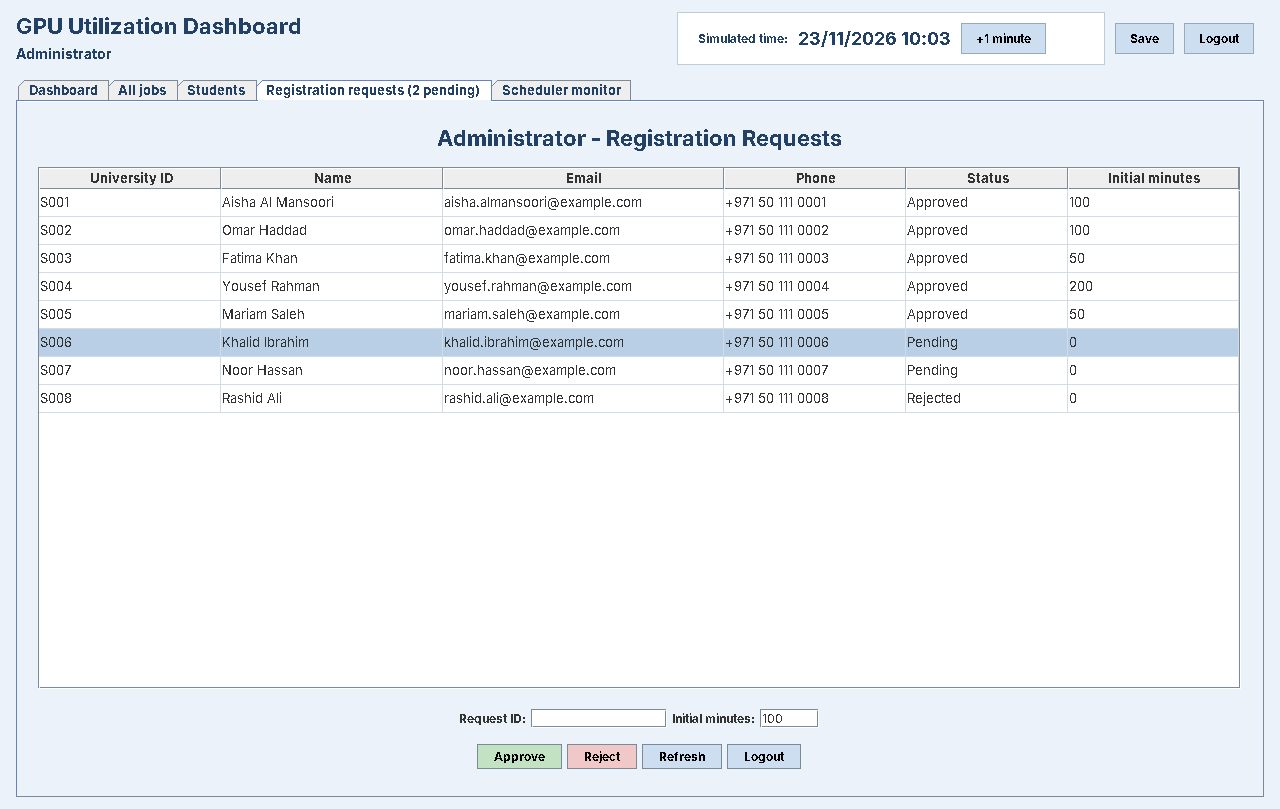 GPU Utilization Dashboard
Administrator
Simulated time: 23/11/2026 10:03 +1 minute Save Logout
Dashboard All jobs Students Registration requests (2 pending) Scheduler monitor
Administrator - Registration Requests
University ID Name Email Phone Status Initial minutes
S001 Aisha Al Mansoori aisha.almansoori@example.com +971 50 111 0001 Approved 100
S002 Omar Haddad omar.haddad@example.com +971 50 111 0002 Approved 100
S003 Fatima Khan fatima.khan@example.com +971 50 111 0003 Approved 50
S004 Yousef Rahman yousef.rahman@example.com +971 50 111 0004 Approved 200
S005 Mariam Saleh mariam.saleh@example.com +971 50 111 0005 Approved 50
S006 Khalid Ibrahim khalid.ibrahim@example.com +971 50 111 0006 Pending 0
S007 Noor Hassan noor.hassan@example.com +971 50 111 0007 Pending 0
S008 Rashid Ali rashid.ali@example.com +971 50 111 0008 Rejected 0
Request ID: Initial minutes: 100
Approve Reject Refresh Logout